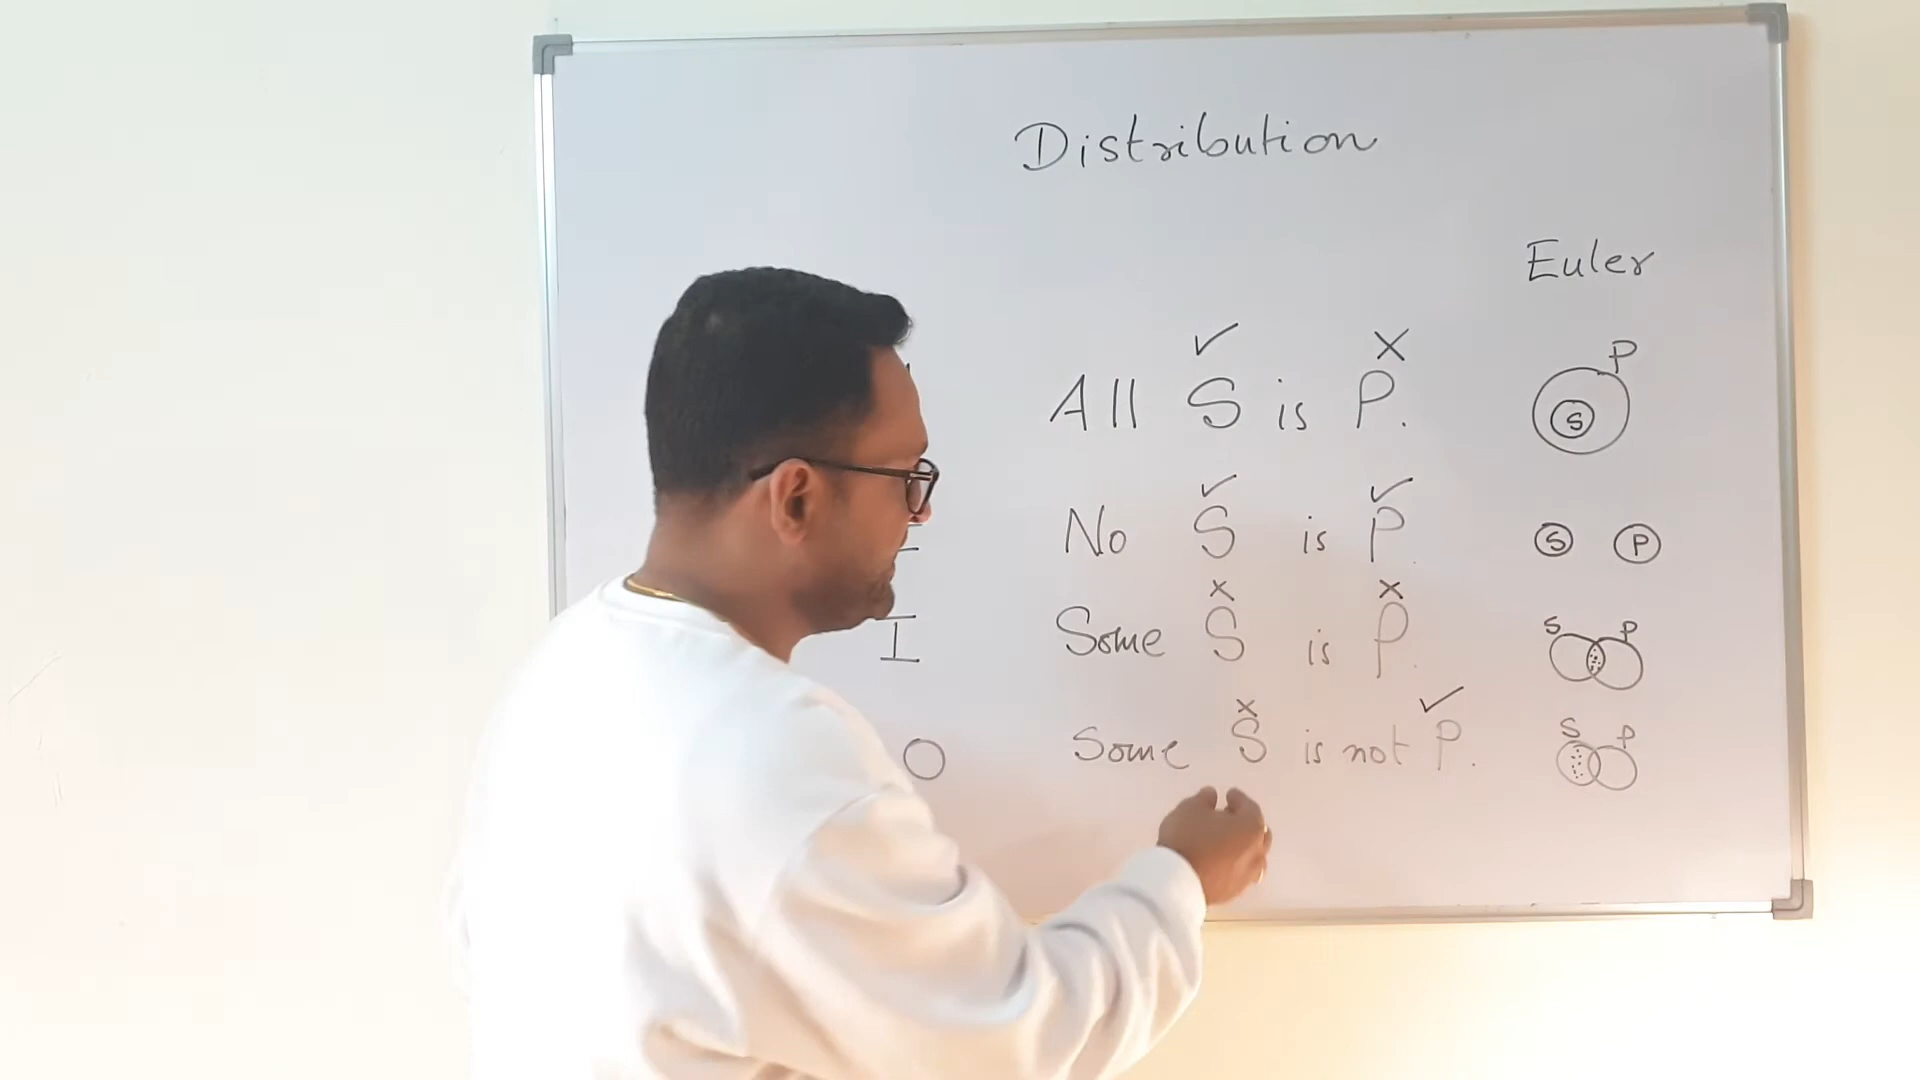 Distribution
Euler
All S is P. P S
No S is P S P
I Some S is P. S P
O Some S is not P. S P